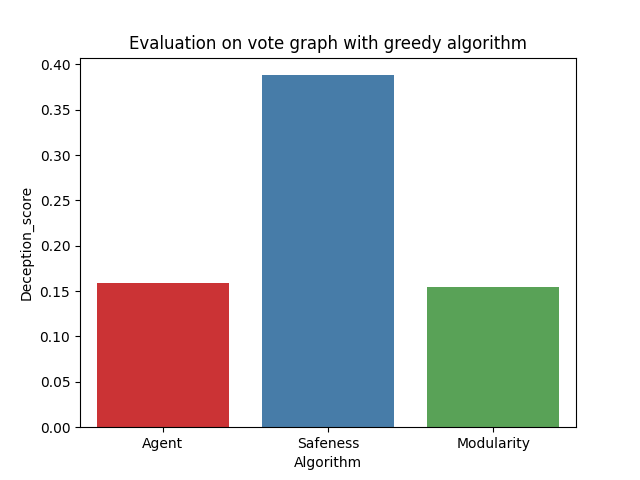 Evaluation on vote graph with greedy algorithm
0.40
0.35
0.30
0.25
0.20
0.15
0.10
0.05
0.00
Deception_score
Agent
Safeness
Modularity
Algorithm